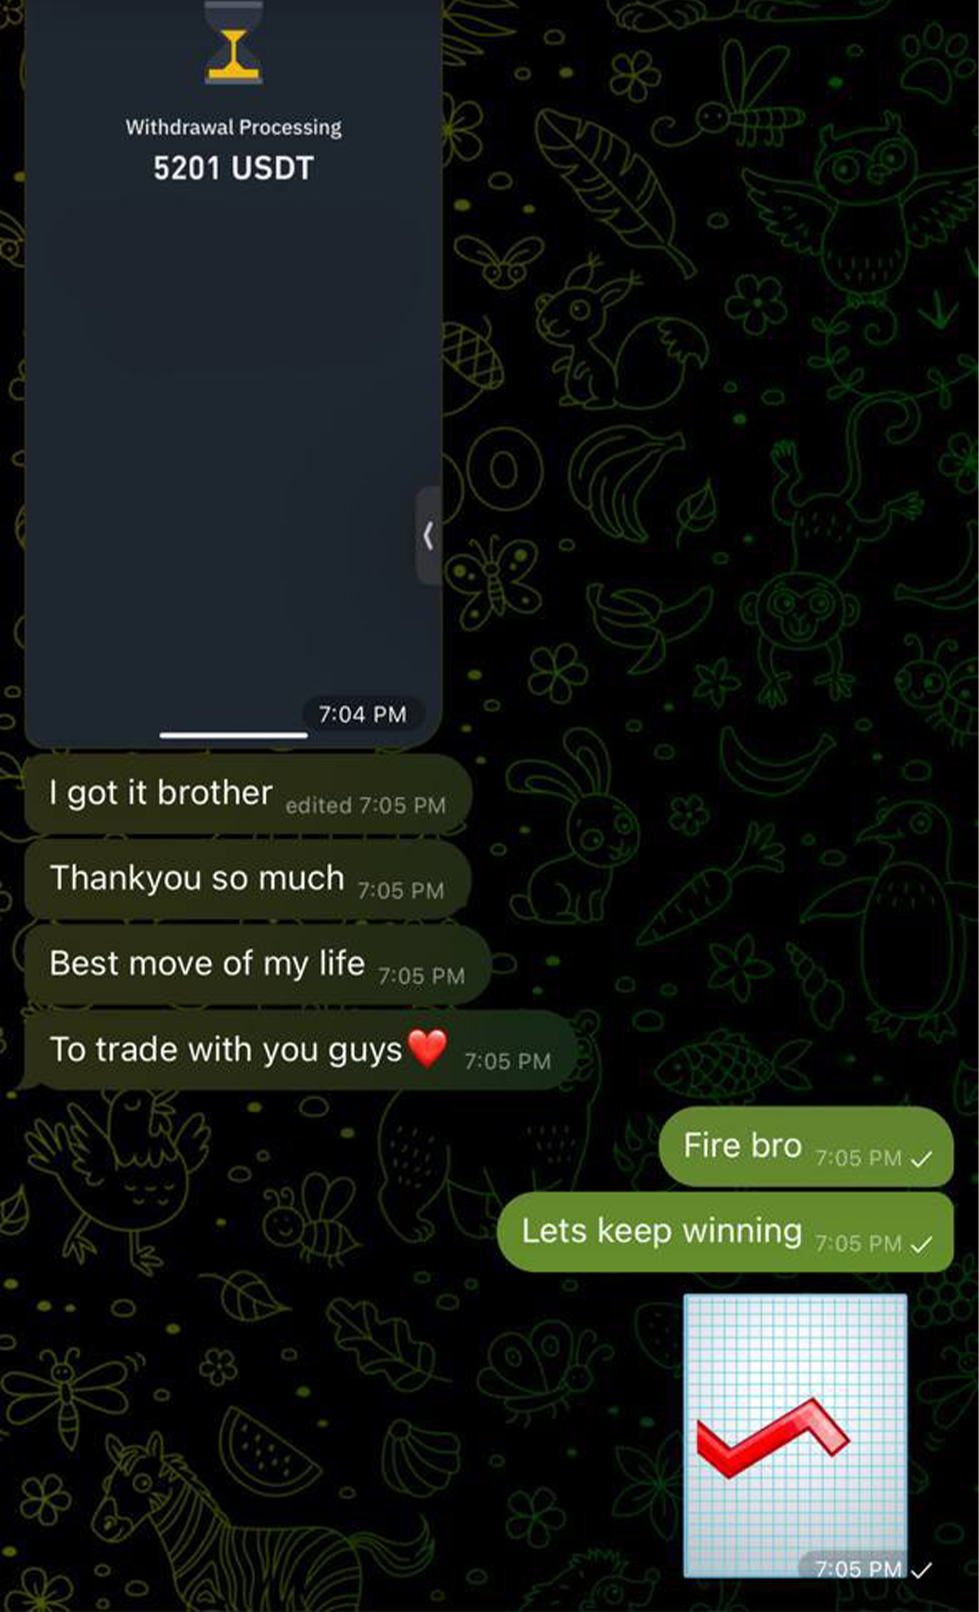 Withdrawal Processing
5201 USDT
7:04 PM
I got it brother edited 7:05 PM
Thankyou so much 7:05 PM
Best move of my life 7:05 PM
To trade with you guys❤️ 7:05 PM
Fire bro 7:05 PM
Lets keep winning 7:05 PM
7:05 PM